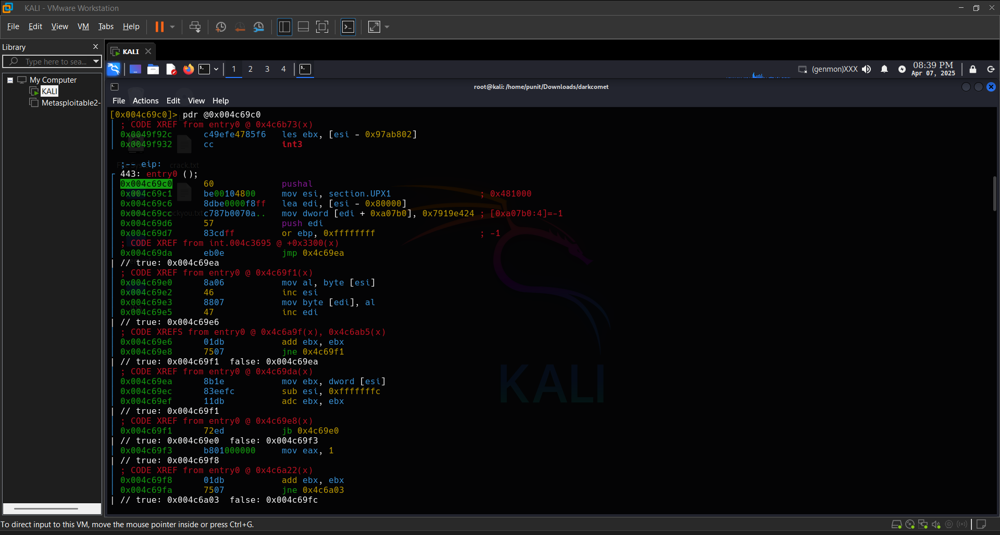 KALI - VMware Workstation
File Edit View VM Tabs Help
Library
Type here to sea...
My Computer
KALI
Metasploitable2-
KALI
1 2 3 4
(genmon)XXX
08:39 PM
Apr 07, 2025
root@kali: /home/punit/Downloads/darkcomet
File Actions Edit View Help
[0x004c69c0]> pdr @0x004c69c0
; CODE XREF from entry0 @ 0x4c6b73(x)
0x0049f92c c49efe4785f6 les ebx, [esi - 0x97ab802]
0x0049f932 cc int3
;-- eip:
crack.txt
443: entry0 ();
0x004c69c0 60 pushal
0x004c69c1 be00104800 mov esi, section.UPX1 ; 0x481000
0x004c69c6 8dbe0000f8ff lea edi, [esi - 0x80000]
0x004c69cc c787b0070a.. mov dword [edi + 0xa07b0], 0x7919e424 ; [0xa07b0:4]=-1
0x004c69d6 57 push edi
0x004c69d7 83cdff or ebp, 0xffffffff ; -1
; CODE XREF from int.004c3695 @ +0x3300(x)
0x004c69da eb0e jmp 0x4c69ea
| // true: 0x004c69ea
; CODE XREF from entry0 @ 0x4c69f1(x)
0x004c69e0 8a06 mov al, byte [esi]
0x004c69e2 46 inc esi
0x004c69e3 8807 mov byte [edi], al
0x004c69e5 47 inc edi
| // true: 0x004c69e6
; CODE XREFS from entry0 @ 0x4c6a9f(x), 0x4c6ab5(x)
0x004c69e6 01db add ebx, ebx
0x004c69e8 7507 jne 0x4c69f1
| // true: 0x004c69f1 false: 0x004c69ea
; CODE XREF from entry0 @ 0x4c69da(x)
0x004c69ea 8b1e mov ebx, dword [esi]
0x004c69ec 83eefc sub esi, 0xfffffffc
0x004c69ef 11db adc ebx, ebx
| // true: 0x004c69f1
; CODE XREF from entry0 @ 0x4c69e8(x)
0x004c69f1 72ed jb 0x4c69e0
| // true: 0x004c69e0 false: 0x004c69f3
0x004c69f3 b801000000 mov eax, 1
| // true: 0x004c69f8
; CODE XREF from entry0 @ 0x4c6a22(x)
0x004c69f8 01db add ebx, ebx
0x004c69fa 7507 jne 0x4c6a03
| // true: 0x004c6a03 false: 0x004c69fc
KALI
To direct input to this VM, move the mouse pointer inside or press Ctrl+G.